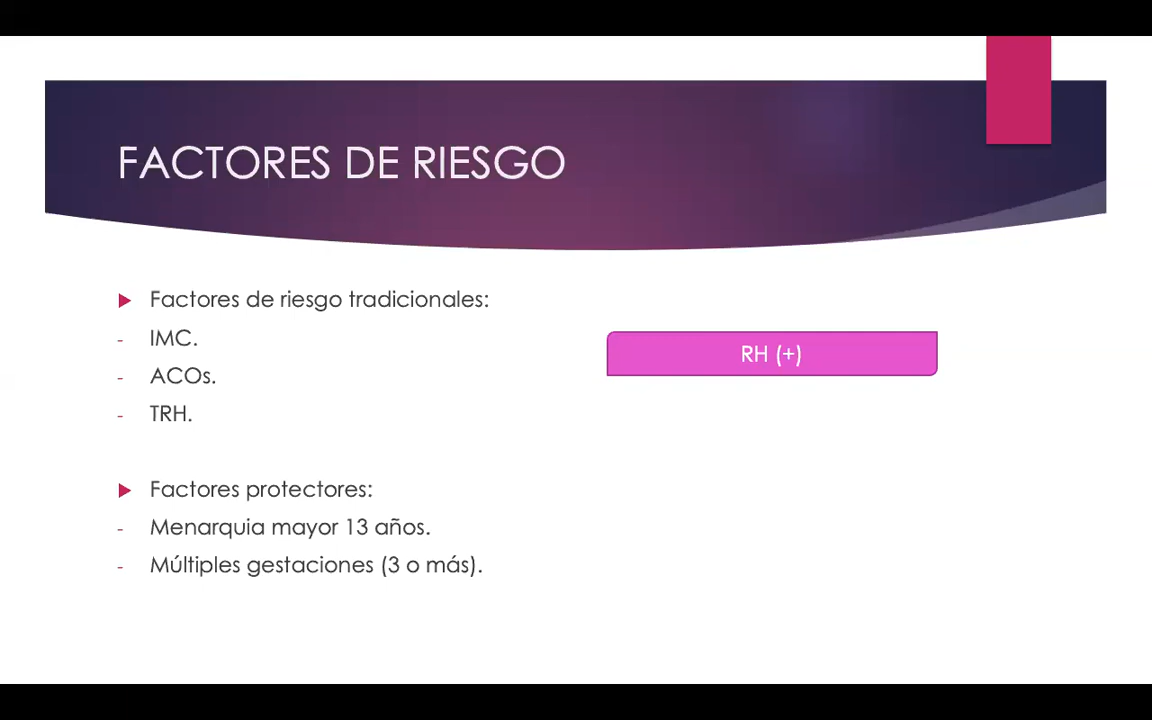 FACTORES DE RIESGO
Factores de riesgo tradicionales:
- IMC.
- ACOs.
- TRH.
RH (+)
Factores protectores:
- Menarquia mayor 13 años.
- Múltiples gestaciones (3 o más).